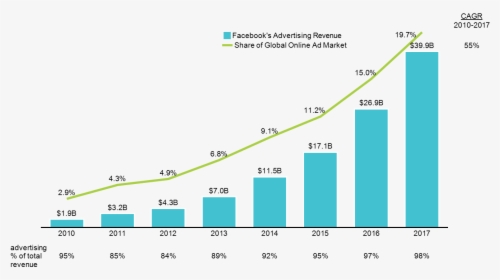 CAGR
2010-2017
55%
Facebook's Advertising Revenue
Share of Global Online Ad Market
2.9% 4.3% 4.9% 6.8% 9.1% 11.2% 15.0% 19.7%
$1.9B $3.2B $4.3B $7.0B $11.5B $17.1B $26.9B $39.9B
2010 2011 2012 2013 2014 2015 2016 2017
advertising
% of total
revenue
95% 85% 84% 89% 92% 95% 97% 98%